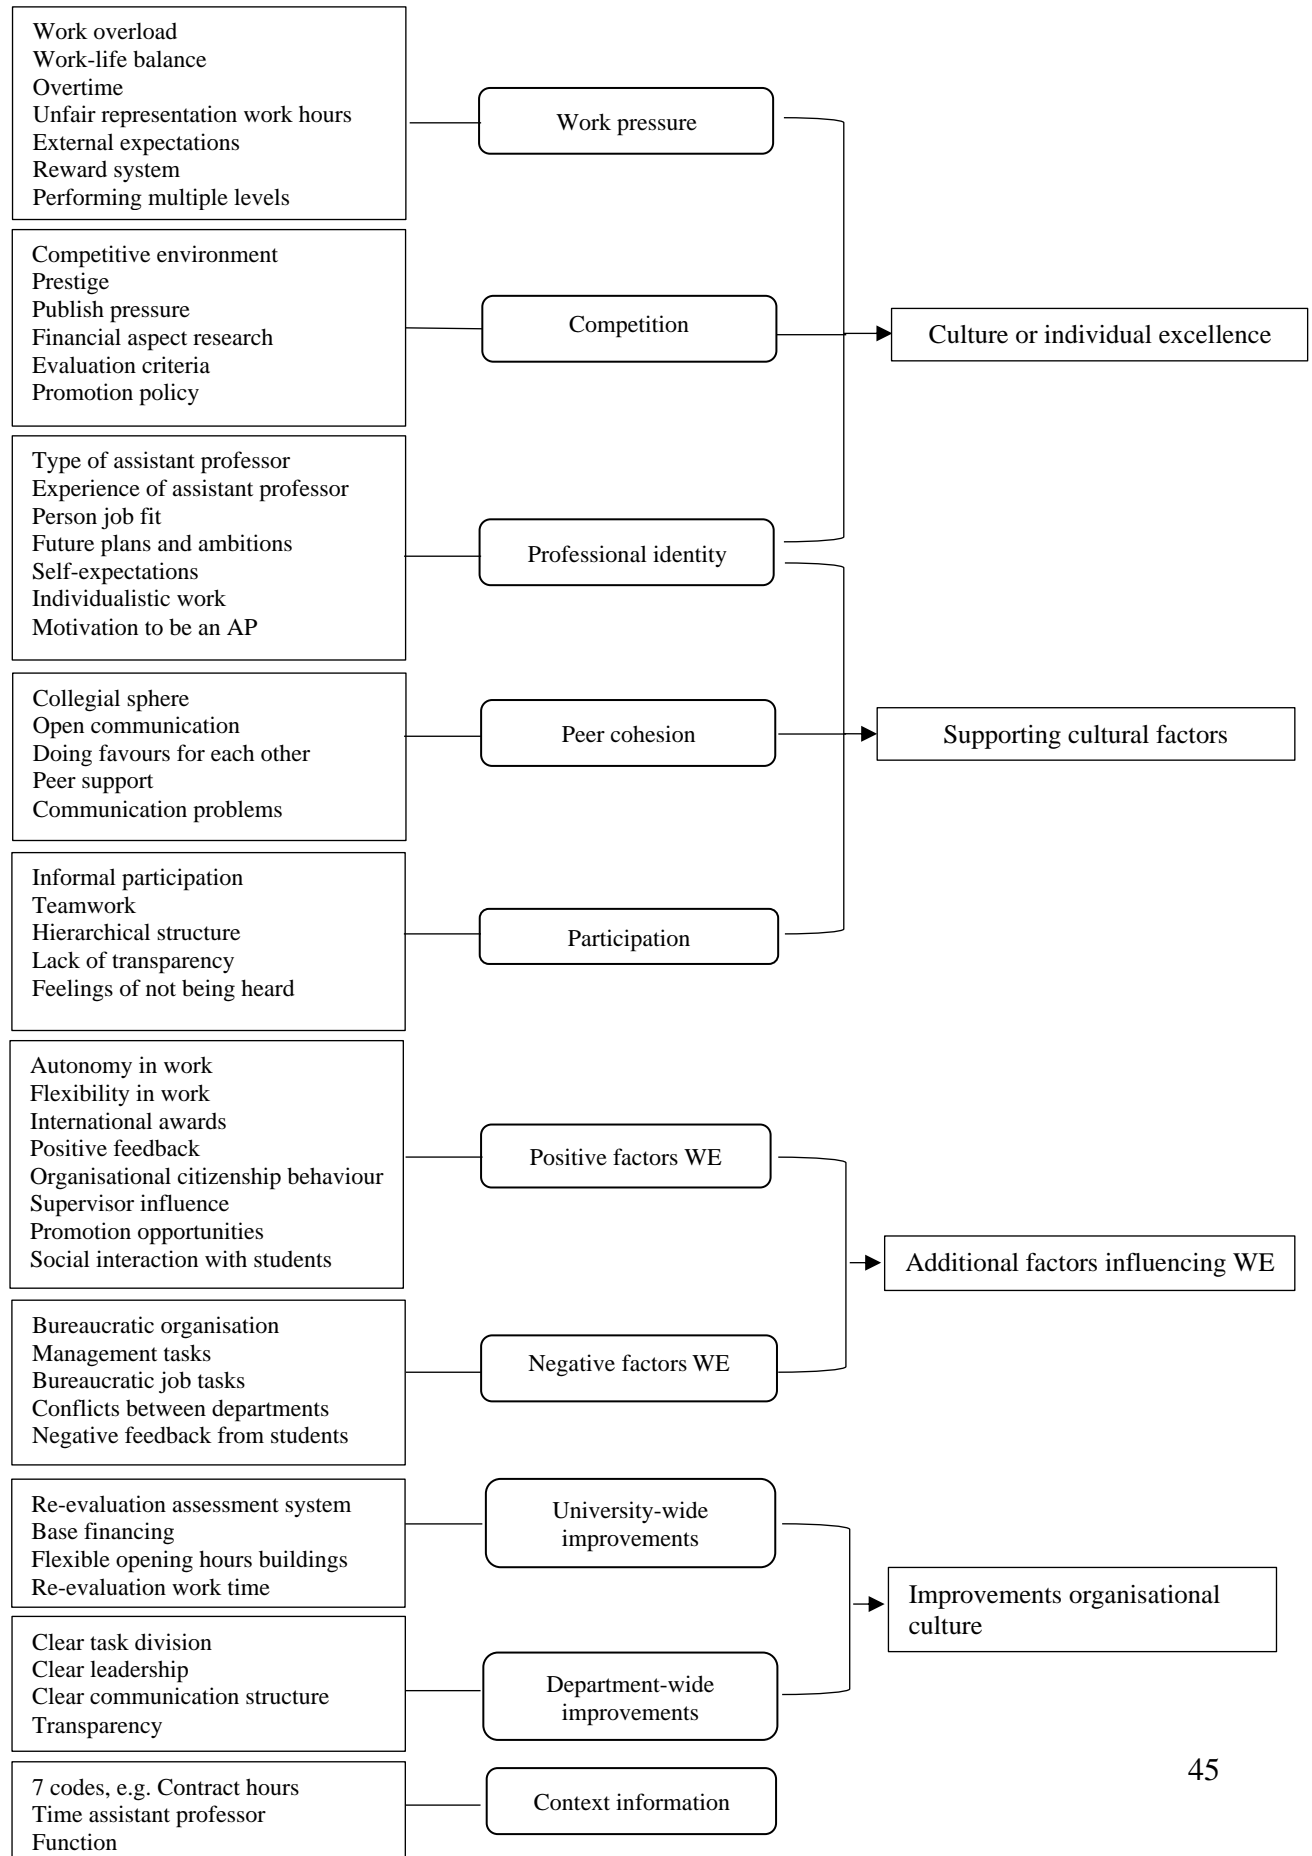 Work overload
Work-life balance
Overtime
Unfair representation work hours
External expectations
Reward system
Performing multiple levels
Work pressure
Competitive environment
Prestige
Publish pressure
Financial aspect research
Evaluation criteria
Promotion policy
Competition
Culture or individual excellence
Type of assistant professor
Experience of assistant professor
Person job fit
Future plans and ambitions
Self-expectations
Individualistic work
Motivation to be an AP
Professional identity
Collegial sphere
Open communication
Doing favours for each other
Peer support
Communication problems
Peer cohesion
Supporting cultural factors
Informal participation
Teamwork
Hierarchical structure
Lack of transparency
Feelings of not being heard
Participation
Autonomy in work
Flexibility in work
International awards
Positive feedback
Organisational citizenship behaviour
Supervisor influence
Promotion opportunities
Social interaction with students
Positive factors WE
Additional factors influencing WE
Bureaucratic organisation
Management tasks
Bureaucratic job tasks
Conflicts between departments
Negative feedback from students
Negative factors WE
Re-evaluation assessment system
Base financing
Flexible opening hours buildings
Re-evaluation work time
University-wide
improvements
Improvements organisational
culture
Clear task division
Clear leadership
Clear communication structure
Transparency
Department-wide
improvements
7 codes, e.g. Contract hours
Time assistant professor
Function
Context information
45